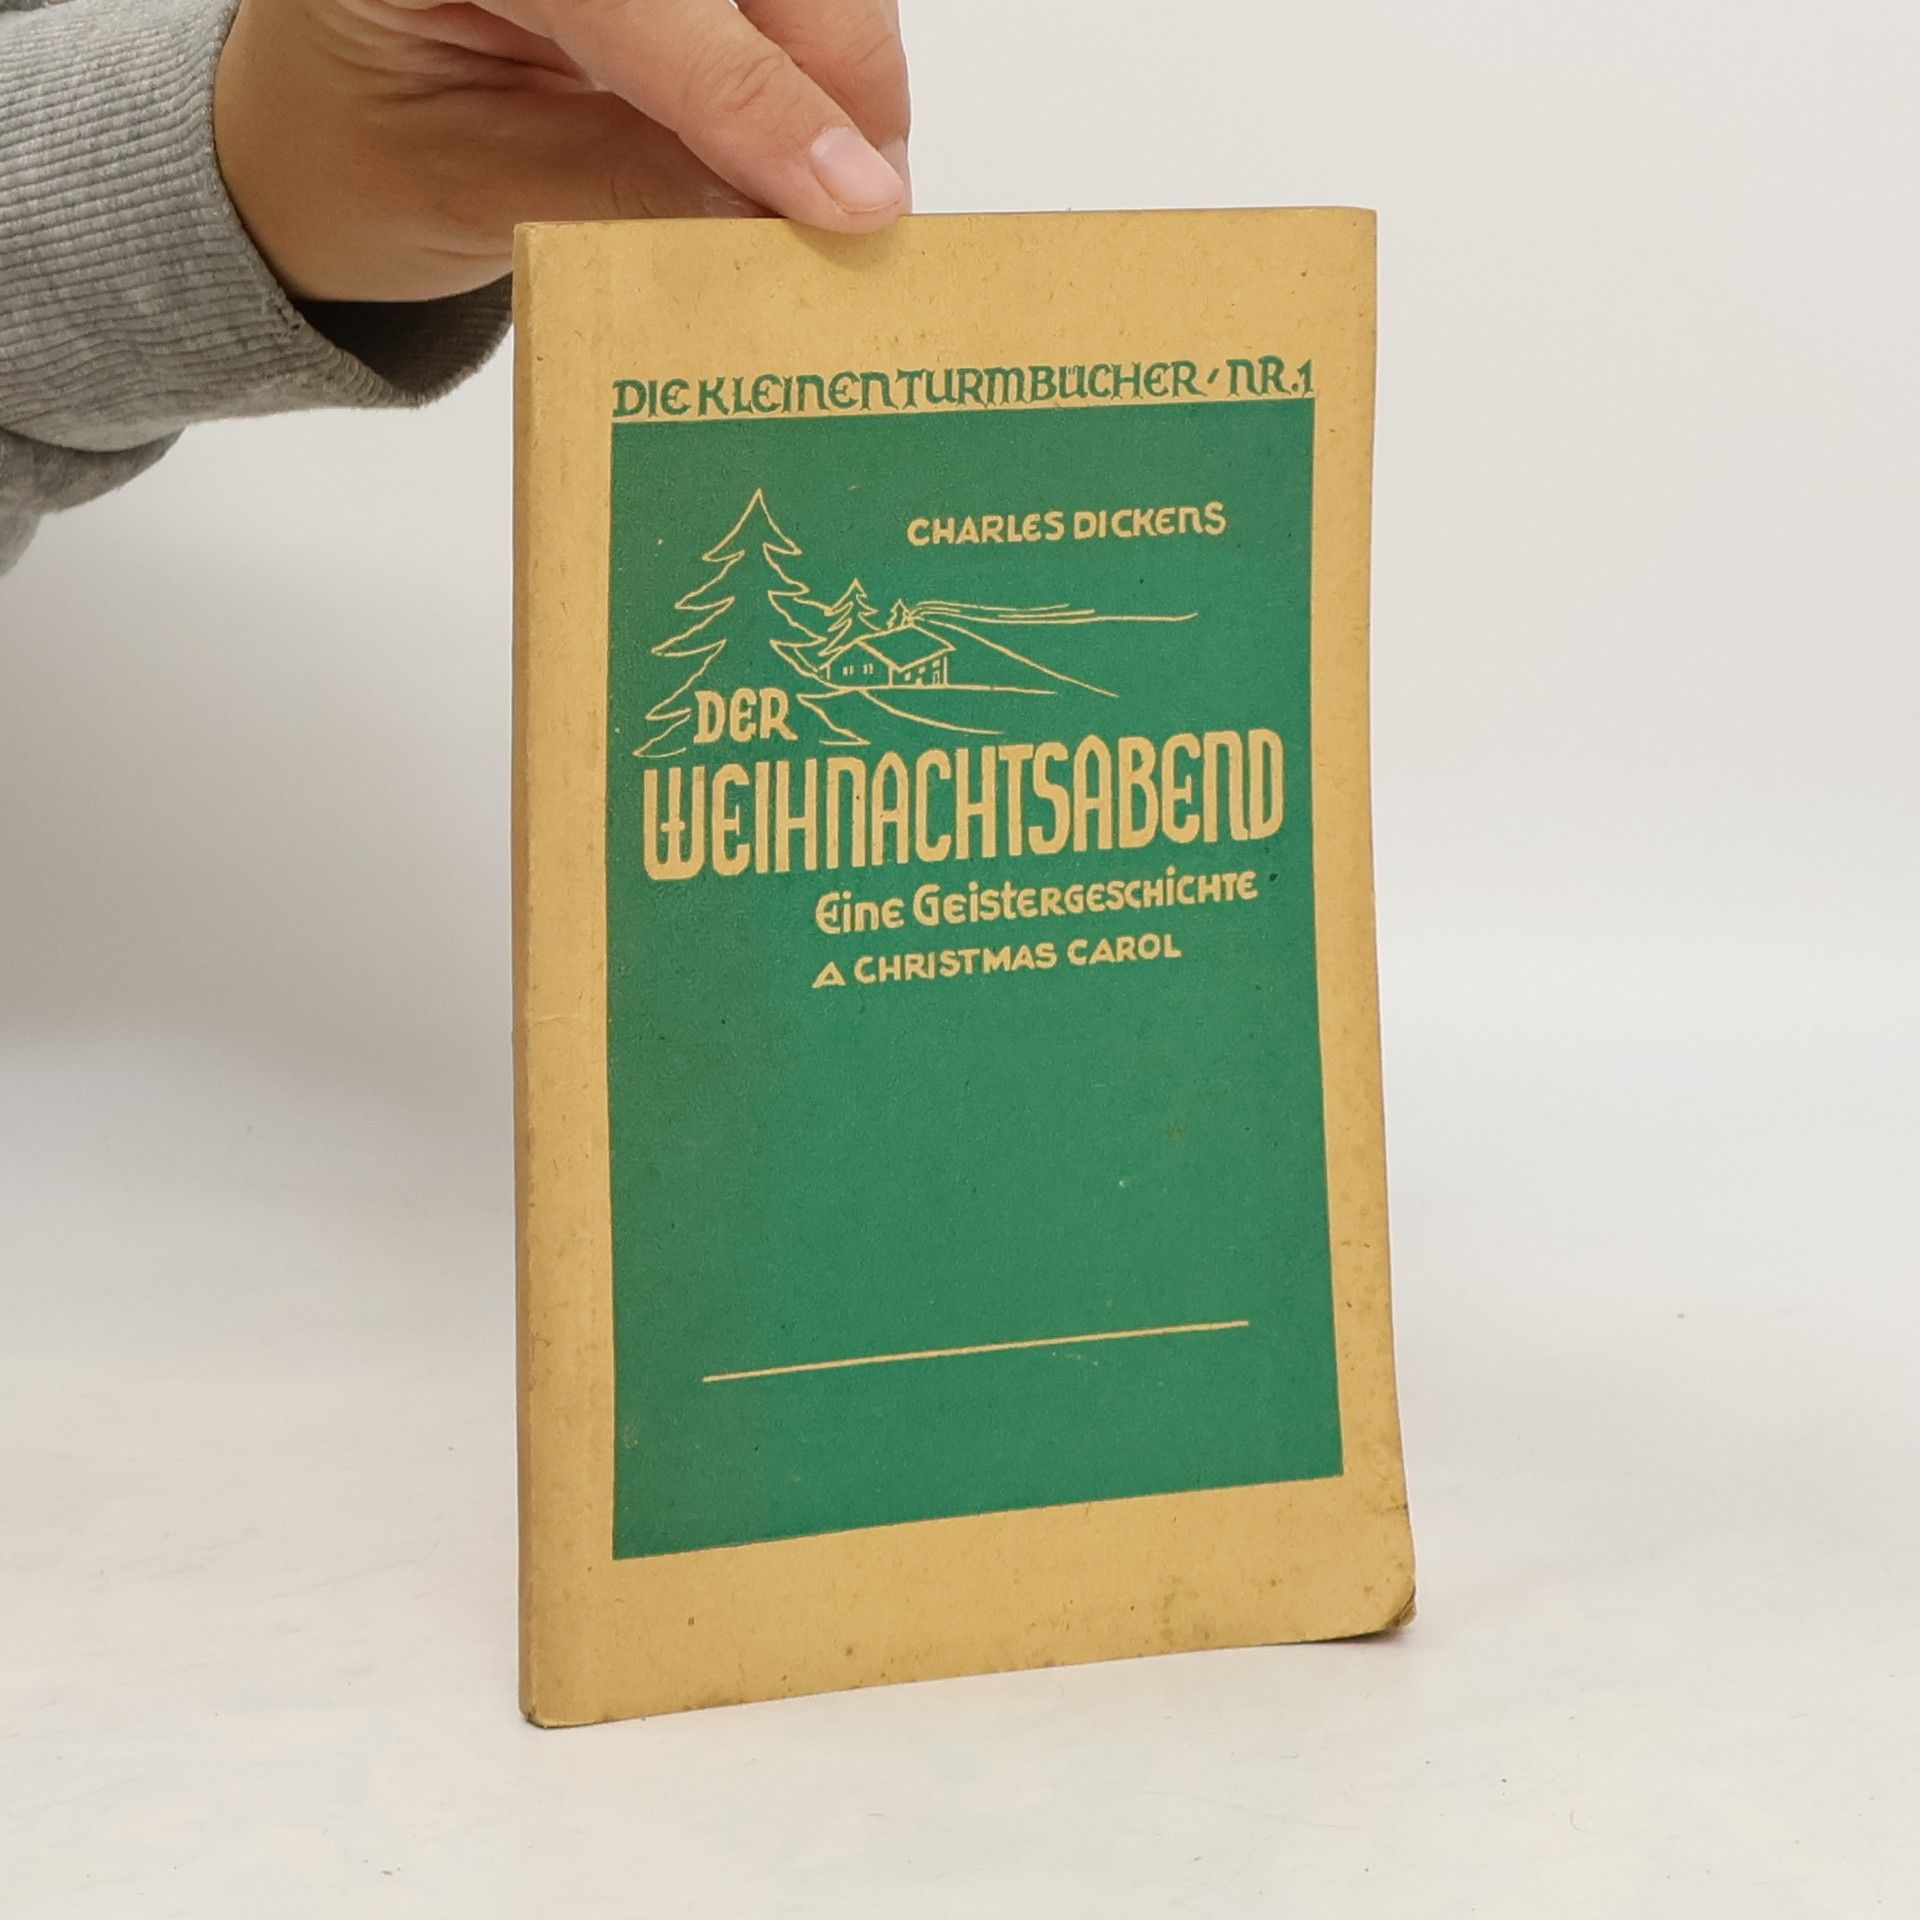 DIE KLEINEN TURMBÜCHER ∕ NR. 1
CHARLES DICKENS
DER
WEIHNACHTSABEND
Eine Geistergeschichte
A CHRISTMAS CAROL